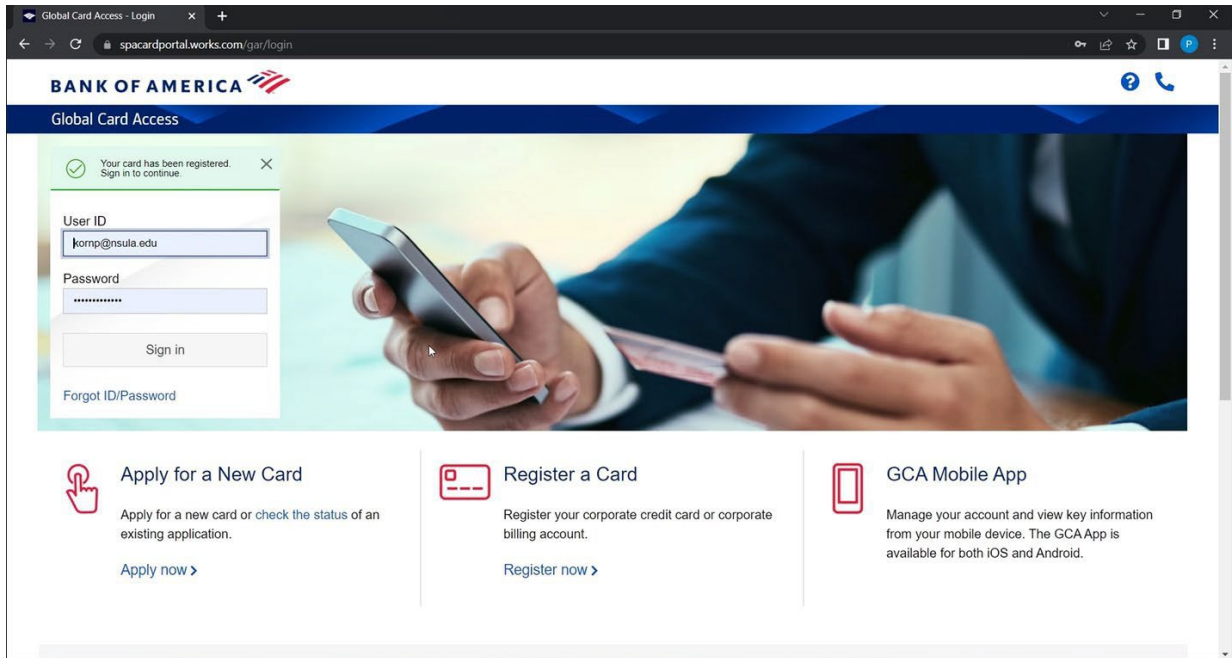 Global Card Access - Login
spacardportal.works.com/gar/login
P
BANK OF AMERICA
Global Card Access
Your card has been registered.
Sign in to continue.
User ID
kornp@nsula.edu
Password
•••••••••••••
Sign in
Forgot ID/Password
Apply for a New Card
Apply for a new card or check the status of an
existing application.
Apply now
Register a Card
Register your corporate credit card or corporate
billing account.
Register now
GCA Mobile App
Manage your account and view key information
from your mobile device. The GCA App is
available for both iOS and Android.